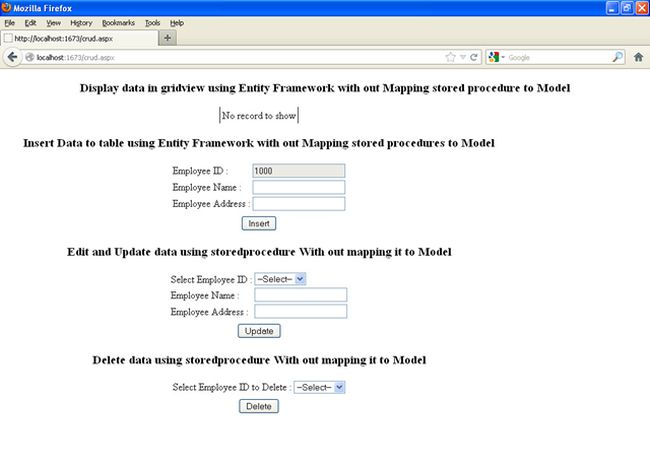 Mozilla Firefox
File Edit View History Bookmarks Tools Help
http://localhost:1673/crud.aspx
localhost:1673/crud.aspx
Google
Display data in gridview using Entity Framework with out Mapping stored procedure to Model
No record to show
Insert Data to table using Entity Framework with out Mapping stored procedures to Model
Employee ID : 1000
Employee Name :
Employee Address :
Insert
Edit and Update data using storedprocedure With out mapping it to Model
Select Employee ID : --Select--
Employee Name :
Employee Address :
Update
Delete data using storedprocedure With out mapping it to Model
Select Employee ID to Delete : --Select--
Delete